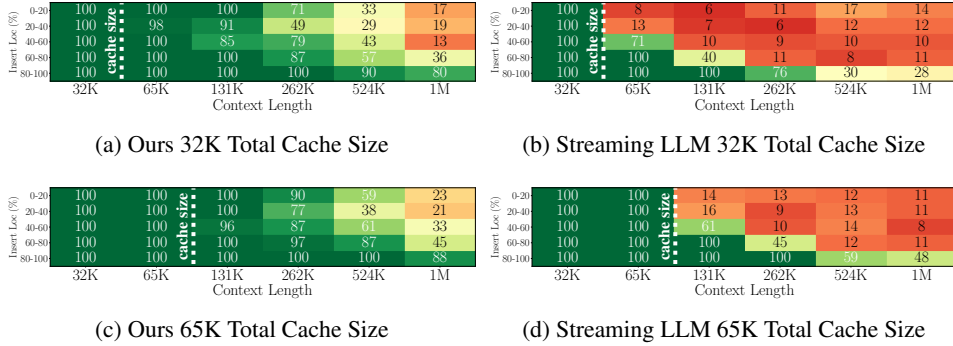 Insert Loc (%)
0-20 100 100 100 71 33 17
20-40 100 98 91 49 29 19
40-60 100 100 85 79 43 13
60-80 100 100 100 87 57 36
80-100 100 100 100 100 90 80
cache size
32K 65K 131K 262K 524K 1M
Context Length
(a) Ours 32K Total Cache Size
Insert Loc (%)
0-20 100 8 6 11 17 14
20-40 100 13 7 6 12 12
40-60 100 71 10 9 10 10
60-80 100 100 40 11 8 11
80-100 100 100 100 76 30 28
cache size
32K 65K 131K 262K 524K 1M
Context Length
(b) Streaming LLM 32K Total Cache Size
Insert Loc (%)
0-20 100 100 100 90 59 23
20-40 100 100 100 77 38 21
40-60 100 100 96 87 61 33
60-80 100 100 100 97 87 45
80-100 100 100 100 100 100 88
cache size
32K 65K 131K 262K 524K 1M
Context Length
(c) Ours 65K Total Cache Size
Insert Loc (%)
0-20 100 100 14 13 12 11
20-40 100 100 16 9 13 11
40-60 100 100 61 10 14 8
60-80 100 100 100 45 12 11
80-100 100 100 100 100 59 48
cache size
32K 65K 131K 262K 524K 1M
Context Length
(d) Streaming LLM 65K Total Cache Size